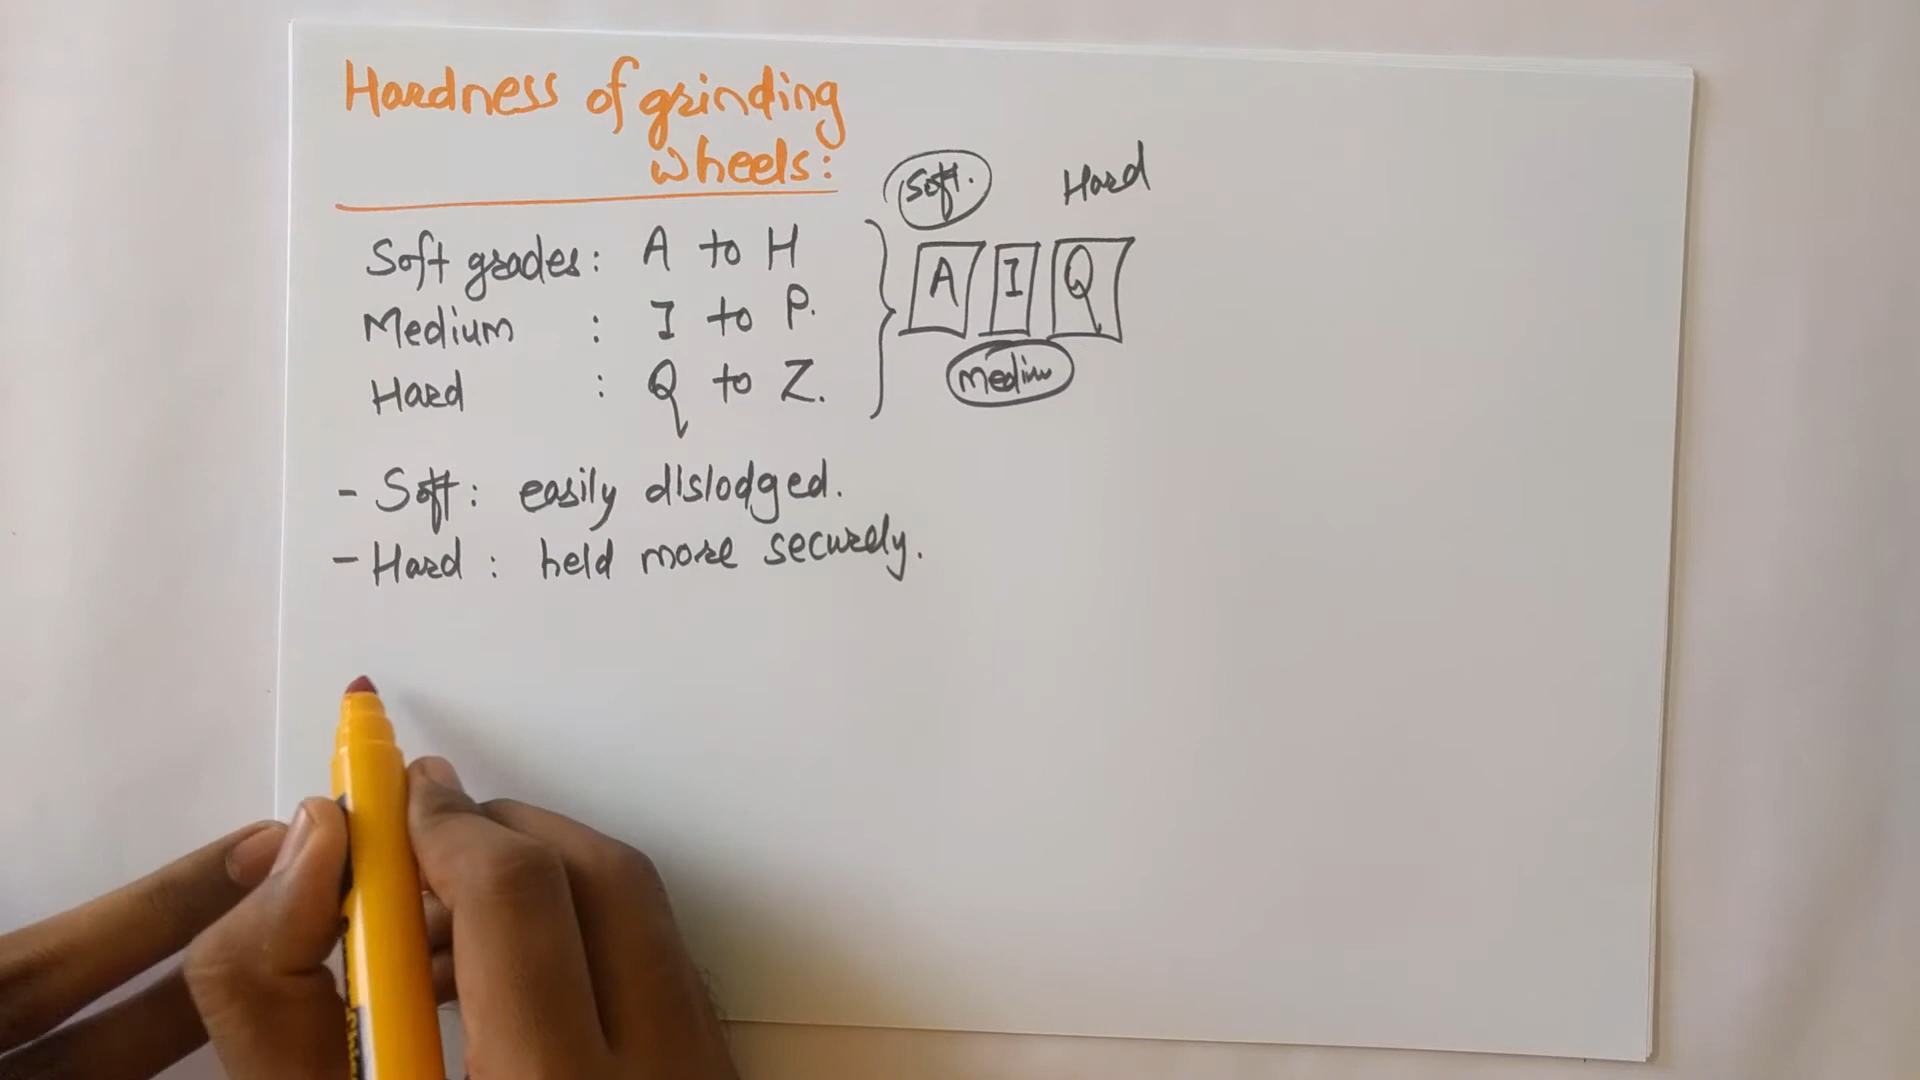 Hardness of grinding
wheels:
Soft grades: A to H
Medium : I to P.
Hard : Q to Z.
Soft. Hard
A I Q
Medium
- Soft: easily dislodged.
- Hard: held more securely.